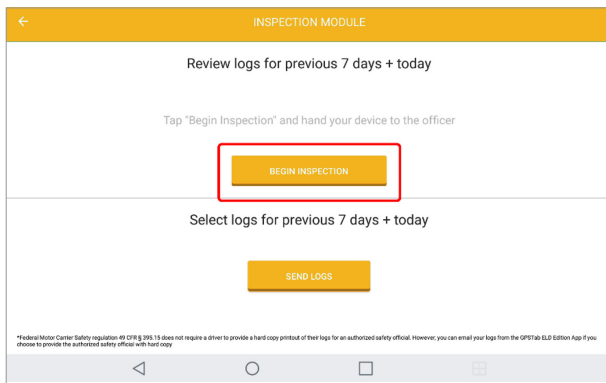 INSPECTION MODULE
Review logs for previous 7 days + today
Tap "Begin Inspection" and hand your device to the officer
BEGIN INSPECTION
Select logs for previous 7 days + today
SEND LOGS
*Federal Motor Carrier Safety regulation 49 CFR § 395.15 does not require a driver to provide a hard copy printout of their logs for an authorized safety official. However, you can email your logs from the GPSTab ELD Edition App if you
choose to provide the authorized safety official with hard copy